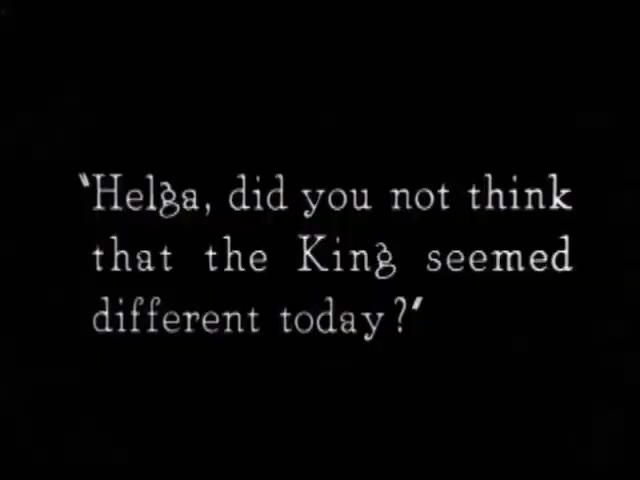 "Helga, did you not think
that the King seemed
different today?"